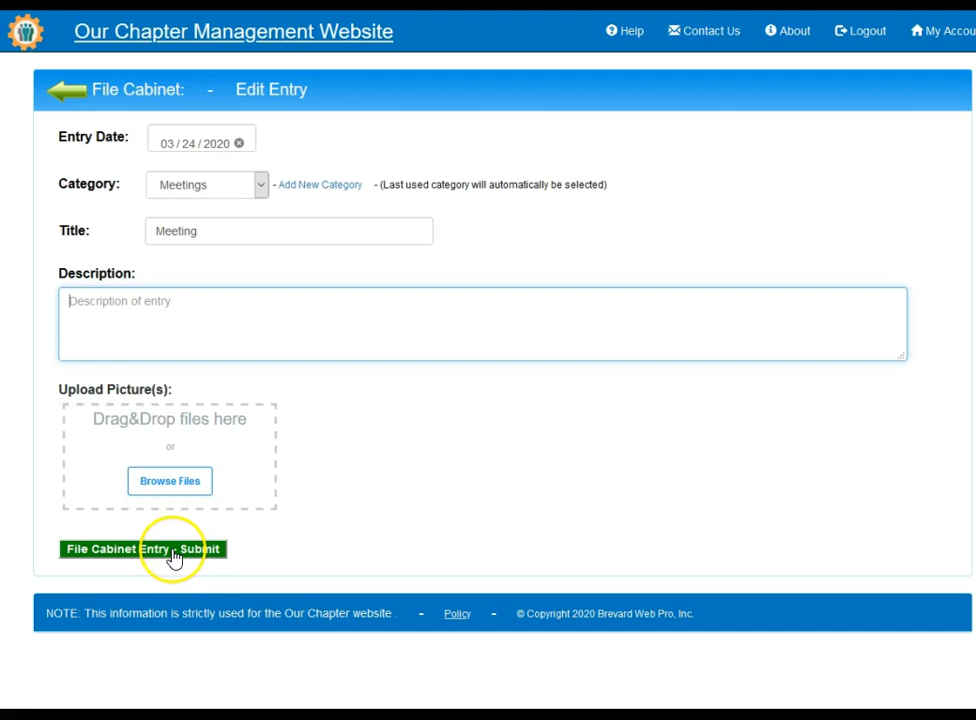 Our Chapter Management Website
Help Contact Us About Logout My Accou
File Cabinet: - Edit Entry
Entry Date: 03 / 24 / 2020
Category: Meetings - Add New Category - (Last used category will automatically be selected)
Title: Meeting
Description:
Description of entry
Upload Picture(s):
Drag&Drop files here
or
Browse Files
File Cabinet Entry - Submit
NOTE: This information is strictly used for the Our Chapter website . - Policy - © Copyright 2020 Brevard Web Pro, Inc.